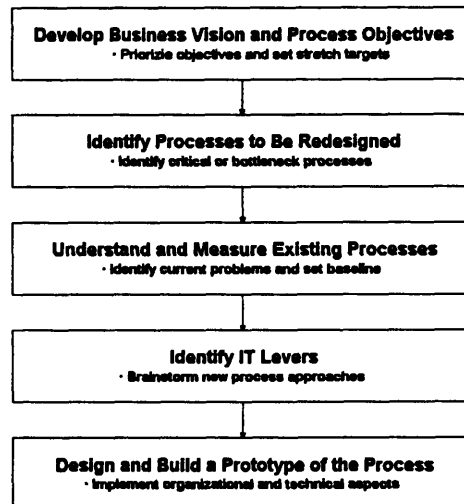 Develop Business Vision and Process Objectives
· Priorizie objectives and set stretch targets
Identify Processes to Be Redesigned
· Identify critical or bottleneck processes
Understand and Measure Existing Processes
· Identify current problems and set baseline
Identify IT Levers
· Brainstorm new process approaches
Design and Build a Prototype of the Process
· Implement organizational and technical aspects